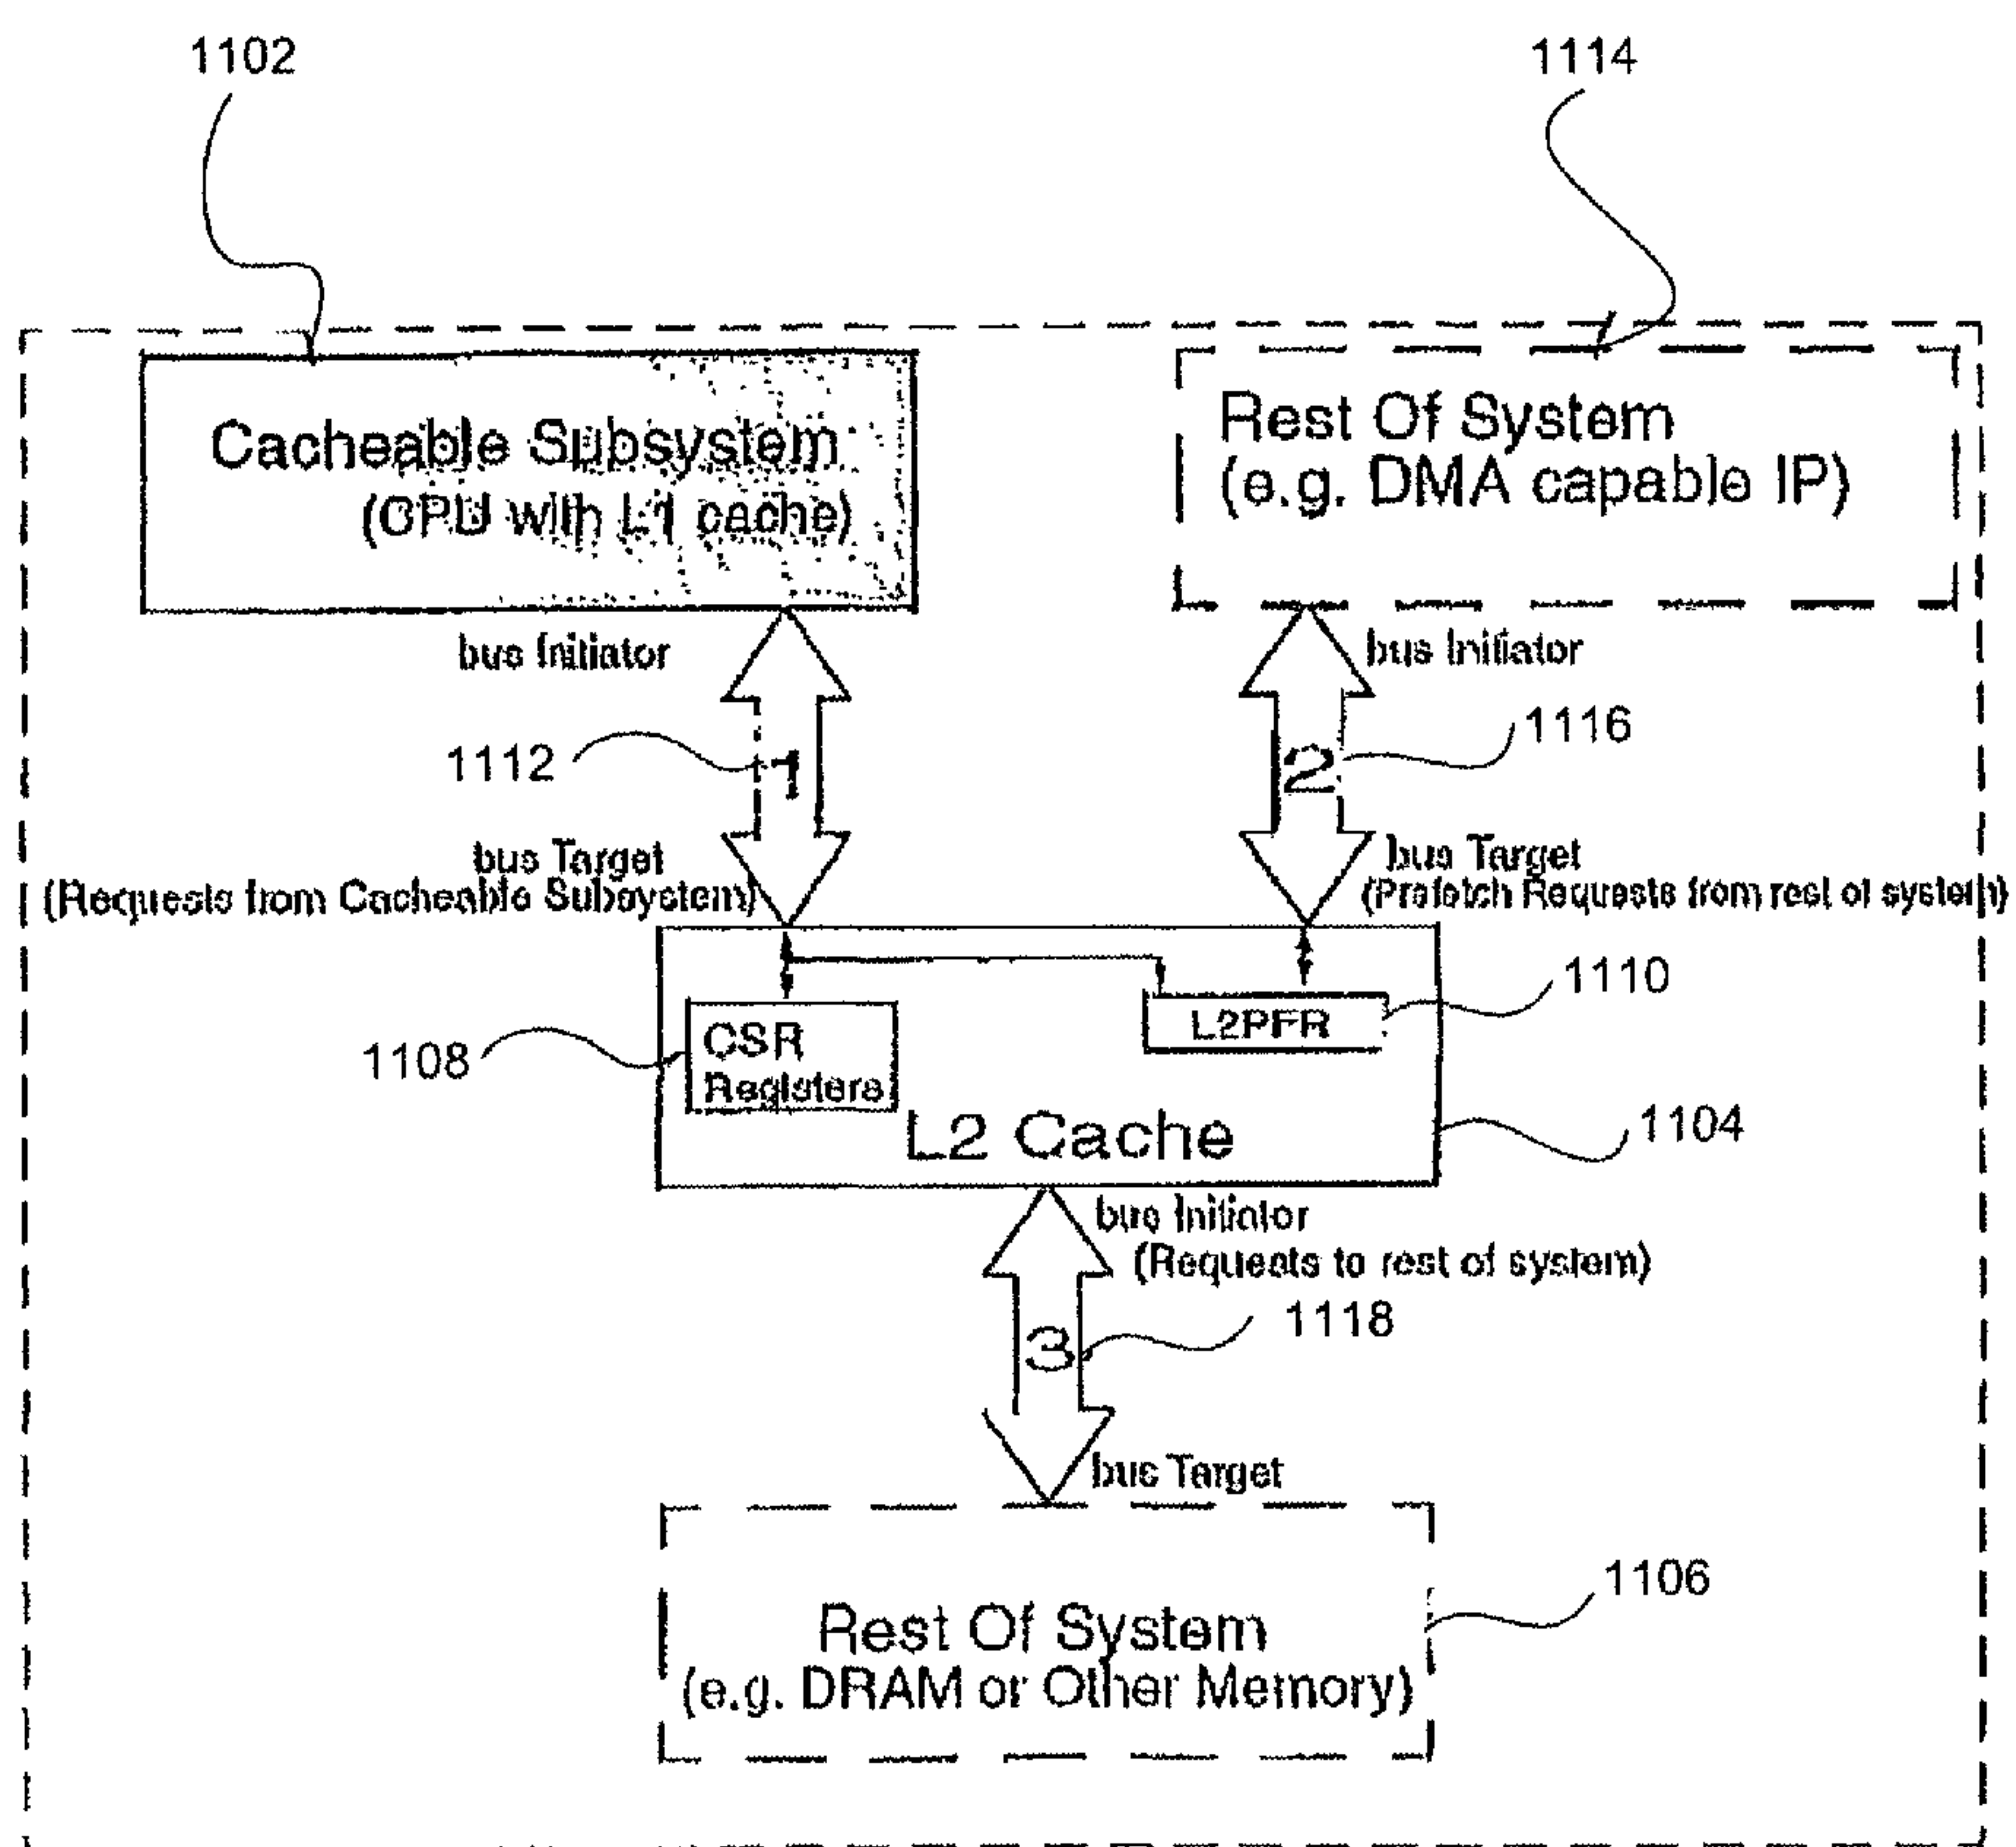 1102
1114
Cacheable Subsystem
(CPU with L1 cache)
Rest Of System
(e.g. DMA capable IP)
bus Initiator
bus Initiator
1112
1
2
1116
bus Target
(Requests from Cacheable Subsystem)
bus Target
(Prefetch Requests from rest of system)
1110
L2PFR
1108
CSR
Registers
L2 Cache
1104
bus Initiator
(Requests to rest of system)
3
1118
bus Target
1106
Rest Of System
(e.g. DRAM or Other Memory)